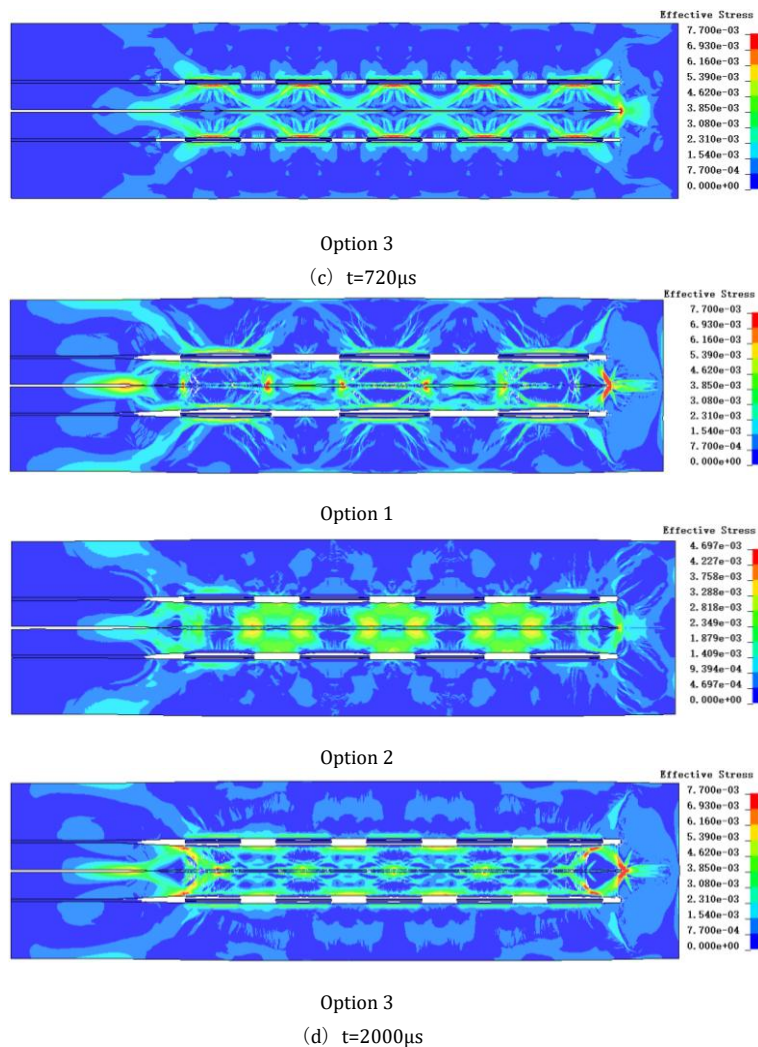 Effective Stress
7.700e-03
6.930e-03
6.160e-03
5.390e-03
4.620e-03
3.850e-03
3.080e-03
2.310e-03
1.540e-03
7.700e-04
0.000e+00
Option 3
(c) t=720μs
Effective Stress
7.700e-03
6.930e-03
6.160e-03
5.390e-03
4.620e-03
3.850e-03
3.080e-03
2.310e-03
1.540e-03
7.700e-04
0.000e+00
Option 1
Effective Stress
4.697e-03
4.227e-03
3.758e-03
3.288e-03
2.818e-03
2.349e-03
1.879e-03
1.409e-03
9.394e-04
4.697e-04
0.000e+00
Option 2
Effective Stress
7.700e-03
6.930e-03
6.160e-03
5.390e-03
4.620e-03
3.850e-03
3.080e-03
2.310e-03
1.540e-03
7.700e-04
0.000e+00
Option 3
(d) t=2000μs